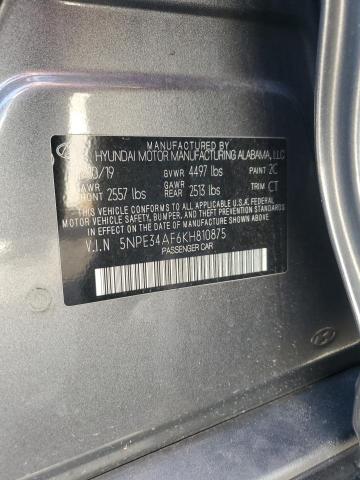 MANUFACTURED BY
HYUNDAI MOTOR MANUFACTURING ALABAMA, LLC
/19 GVWR 4497 lbs PAINT 2C
GAWR FRONT 2557 lbs GAWR REAR 2513 lbs TRIM CT
THIS VEHICLE CONFORMS TO ALL APPLICABLE U.S.A. FEDERAL
MOTOR VEHICLE SAFETY, BUMPER, AND THEFT PREVENTION
STANDARDS IN EFFECT ON THE DATE OF MANUFACTURE SHOWN ABOVE.
V.I.N 5NPE34AF6KH810875
PASSENGER CAR